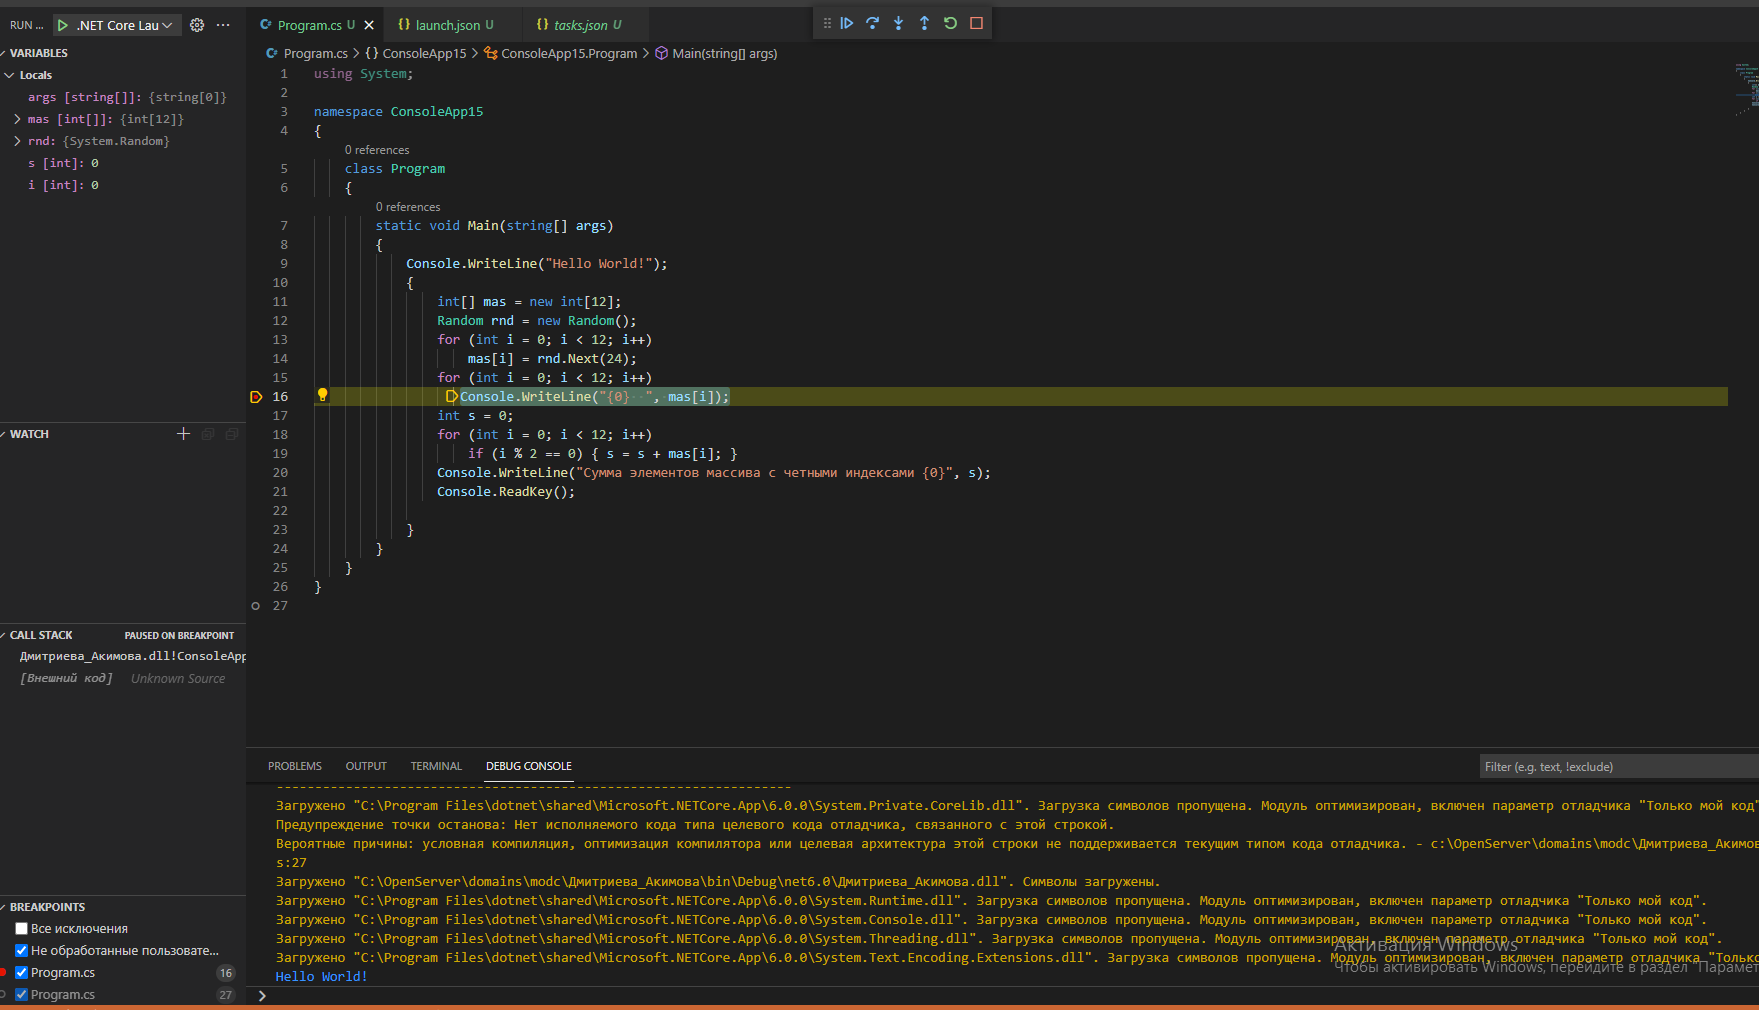 RUN ... .NET Core Lau
Program.cs U
launch.json U
tasks.json U
Program.cs > {} ConsoleApp15 > ConsoleApp15.Program > Main(string[] args)
VARIABLES
Locals
args [string[]]: {string[0]}
mas [int[]]: {int[12]}
rnd: {System.Random}
s [int]: 0
i [int]: 0
WATCH
CALL STACK PAUSED ON BREAKPOINT
Дмитриева_Акимова.dll!ConsoleApp
[Внешний код] Unknown Source
BREAKPOINTS
Все исключения
Не обработанные пользовате...
Program.cs 16
Program.cs 27
1 using System;
2
3 namespace ConsoleApp15
4 {
0 references
5 class Program
6 {
0 references
7 static void Main(string[] args)
8 {
9 Console.WriteLine("Hello World!");
10 {
11 int[] mas = new int[12];
12 Random rnd = new Random();
13 for (int i = 0; i < 12; i++)
14 mas[i] = rnd.Next(24);
15 for (int i = 0; i < 12; i++)
16 Console.WriteLine("{0}  ", mas[i]);
17 int s = 0;
18 for (int i = 0; i < 12; i++)
19 if (i % 2 == 0) { s = s + mas[i]; }
20 Console.WriteLine("Сумма элементов массива с четными индексами {0}", s);
21 Console.ReadKey();
22
23 }
24 }
25 }
26 }
27
PROBLEMS OUTPUT TERMINAL DEBUG CONSOLE
Filter (e.g. text, !exclude)
-------------------------------------------------------------------
Загружено "C:\Program Files\dotnet\shared\Microsoft.NETCore.App\6.0.0\System.Private.CoreLib.dll". Загрузка символов пропущена. Модуль оптимизирован, включен параметр отладчика "Только мой код"
Предупреждение точки останова: Нет исполняемого кода типа целевого кода отладчика, связанного с этой строкой.
Вероятные причины: условная компиляция, оптимизация компилятора или целевая архитектура этой строки не поддерживается текущим типом кода отладчика. - c:\OpenServer\domains\modc\Дмитриева_Акимов
s:27
Загружено "C:\OpenServer\domains\modc\Дмитриева_Акимова\bin\Debug\net6.0\Дмитриева_Акимова.dll". Символы загружены.
Загружено "C:\Program Files\dotnet\shared\Microsoft.NETCore.App\6.0.0\System.Runtime.dll". Загрузка символов пропущена. Модуль оптимизирован, включен параметр отладчика "Только мой код".
Загружено "C:\Program Files\dotnet\shared\Microsoft.NETCore.App\6.0.0\System.Console.dll". Загрузка символов пропущена. Модуль оптимизирован, включен параметр отладчика "Только мой код".
Загружено "C:\Program Files\dotnet\shared\Microsoft.NETCore.App\6.0.0\System.Threading.dll". Загрузка символов пропущена. Модуль оптимизирован, включен параметр отладчика "Только мой код".
Загружено "C:\Program Files\dotnet\shared\Microsoft.NETCore.App\6.0.0\System.Text.Encoding.Extensions.dll". Загрузка символов пропущена. Модуль оптимизирован, включен параметр отладчика "Только
Hello World!
Активация Windows
Чтобы активировать Windows, перейдите в раздел "Парамет